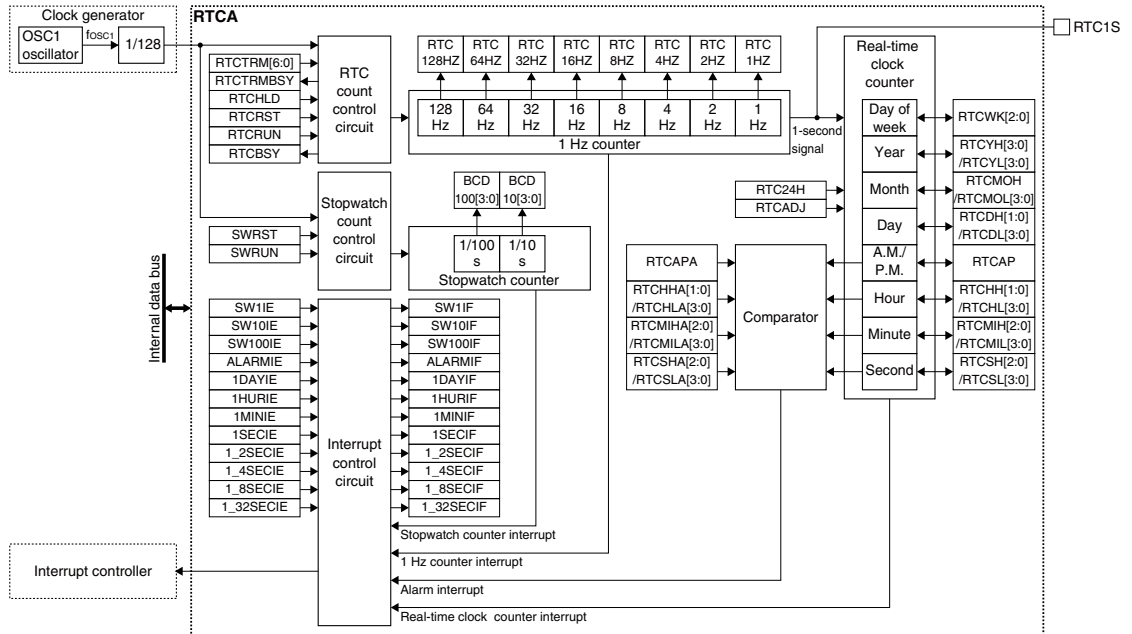 Clock generator
OSC1
oscillator
fOSC1
1/128
RTCA
RTC1S
RTCTRM[6:0]
RTCTRMBSY
RTCHLD
RTCRST
RTCRUN
RTCBSY
RTC
count
control
circuit
RTC
128HZ
RTC
64HZ
RTC
32HZ
RTC
16HZ
RTC
8HZ
RTC
4HZ
RTC
2HZ
RTC
1HZ
128
Hz
64
Hz
32
Hz
16
Hz
8
Hz
4
Hz
2
Hz
1
Hz
1 Hz counter
1-second
signal
Real-time
clock
counter
Day of
week
Year
Month
Day
A.M./
P.M.
Hour
Minute
Second
RTCWK[2:0]
RTCYH[3:0]
/RTCYL[3:0]
RTCMOH
/RTCMOL[3:0]
RTCDH[1:0]
/RTCDL[3:0]
RTCAP
RTCHH[1:0]
/RTCHL[3:0]
RTCMIH[2:0]
/RTCMIL[3:0]
RTCSH[2:0]
/RTCSL[3:0]
RTC24H
RTCADJ
SWRST
SWRUN
Stopwatch
count
control
circuit
BCD
100[3:0]
BCD
10[3:0]
1/100
s
1/10
s
Stopwatch counter
RTCAPA
RTCHHA[1:0]
/RTCHLA[3:0]
RTCMIHA[2:0]
/RTCMILA[3:0]
RTCSHA[2:0]
/RTCSLA[3:0]
Comparator
Internal data bus
SW1IE
SW10IE
SW100IE
ALARMIE
1DAYIE
1HURIE
1MINIE
1SECIE
1_2SECIE
1_4SECIE
1_8SECIE
1_32SECIE
Interrupt
control
circuit
SW1IF
SW10IF
SW100IF
ALARMIF
1DAYIF
1HURIF
1MINIF
1SECIF
1_2SECIF
1_4SECIF
1_8SECIF
1_32SECIF
Stopwatch counter interrupt
1 Hz counter interrupt
Alarm interrupt
Real-time clock counter interrupt
Interrupt controller